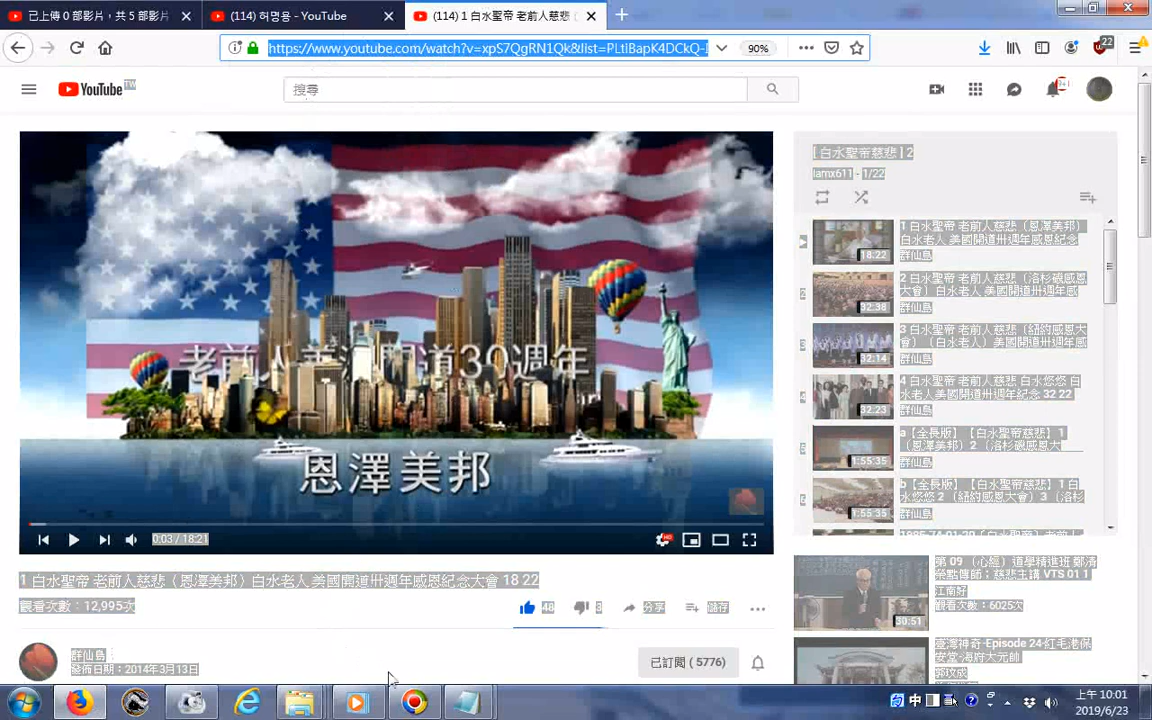 已上傳 0 部影片，共 5 部影片
(114) 허명용 - YouTube
(114) 1 白水聖帝 老前人慈悲
https://www.youtube.com/watch?v=xpS7QgRN1Qk&list=PLtlBapK4DCkQ-
90%
22
YouTube TW
搜尋
老前人美洲開道30週年
恩澤美邦
0:03 / 18:21
1 白水聖帝 老前人慈悲（恩澤美邦）白水老人 美國開道卅週年感恩紀念大會 18 22
觀看次數：12,995次
48
3
分享
儲存
群仙島
發佈日期：2014年3月13日
已訂閱 (5776)
[ 白水聖帝慈悲 ] 2
iamx611 - 1/22
1 白水聖帝 老前人慈悲（恩澤美邦）
白水老人 美國開道卅週年感恩紀念
群仙島
18:22
2
2 白水聖帝 老前人慈悲（洛杉磯感恩
大會）白水老人 美國開道卅週年感
群仙島
32:38
3
3 白水聖帝 老前人慈悲（紐約感恩大
會）（白水老人）美國開道卅週年感
群仙島
32:14
4
4 白水聖帝 老前人慈悲 白水悠悠 白
水老人 美國開道卅週年紀念 32 22
群仙島
32:23
5
a【全長版】【白水聖帝慈悲】1
（恩澤美邦）2（洛杉磯感恩大
群仙島
1:55:35
6
b【全長版】【白水聖帝慈悲】1 白
水悠悠 2（紐約感恩大會）3（洛杉
群仙島
1:55:35
第 09（心經）道學精進班 鄭清
榮點傳師；慈悲主講 VTS 01 1
江南好
觀看次數：6025次
30:51
臺灣神奇-Episode 24-紅毛港保
安堂-海府大元帥
郭玫成
中
上午 10:01
2019/6/23